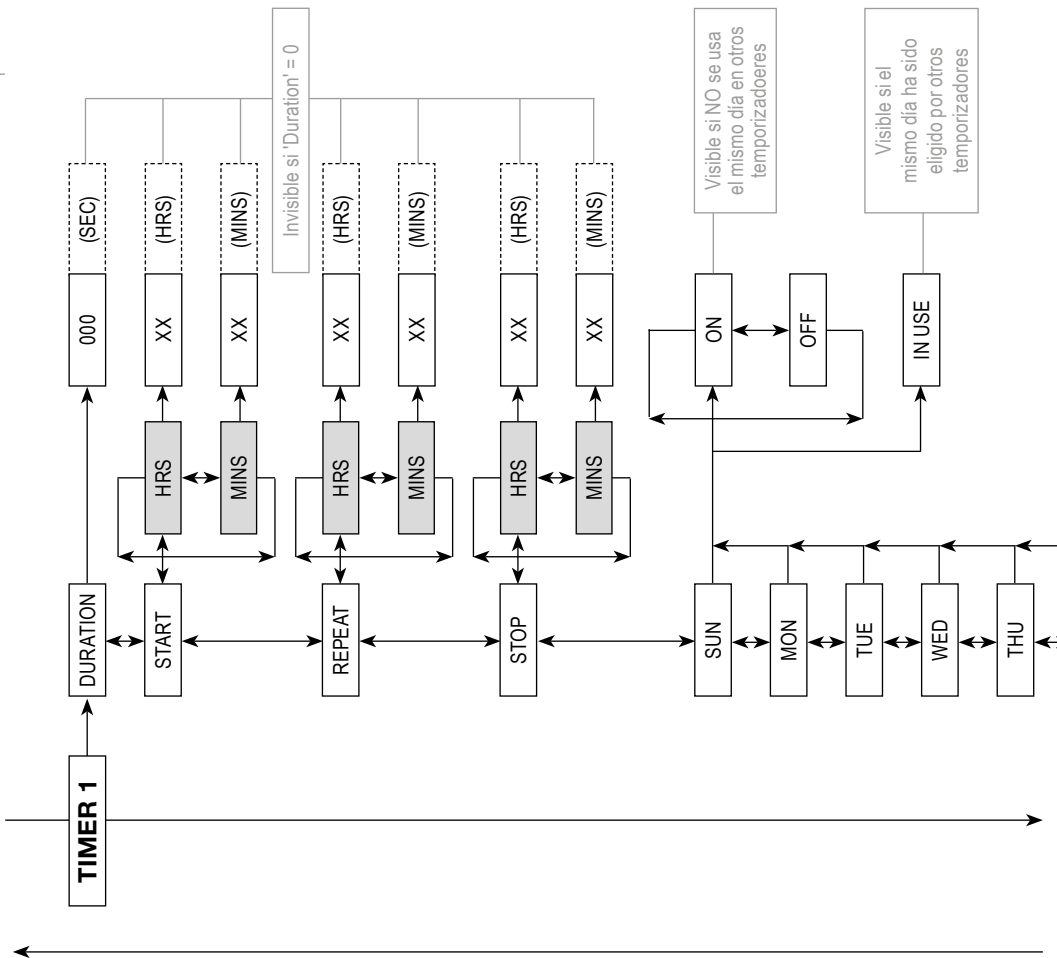 TIMER 1
DURATION
000
(SEC)
START
HRS
XX
(HRS)
MINS
XX
(MINS)
Invisible si 'Duration' = 0
REPEAT
HRS
XX
(HRS)
MINS
XX
(MINS)
STOP
HRS
XX
(HRS)
MINS
XX
(MINS)
SUN
ON
Visible si NO se usa
el mismo día en otros
temporizadoeres
MON
OFF
TUE
WED
IN USE
Visible si el
mismo día ha sido
eligido por otros
temporizadores
THU